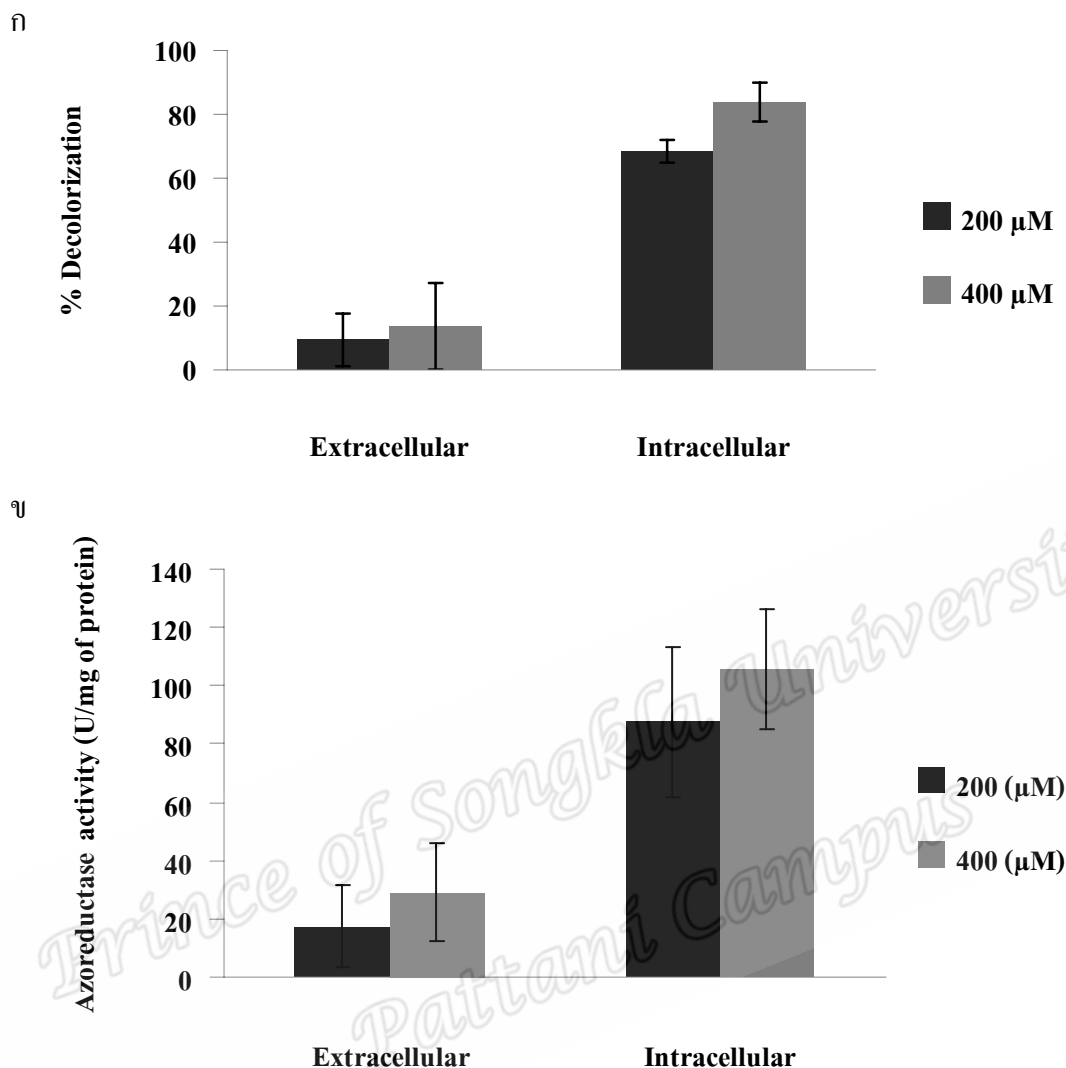 ก
100
80
60
40
20
0
% Decolorization
Extracellular
Intracellular
200 µM
400 µM
ข
140
120
100
80
60
40
20
0
Azoreductase activity (U/mg of protein)
Extracellular
Intracellular
200 (µM)
400 (µM)
Prince of Songkla Universit
Pattani Campus